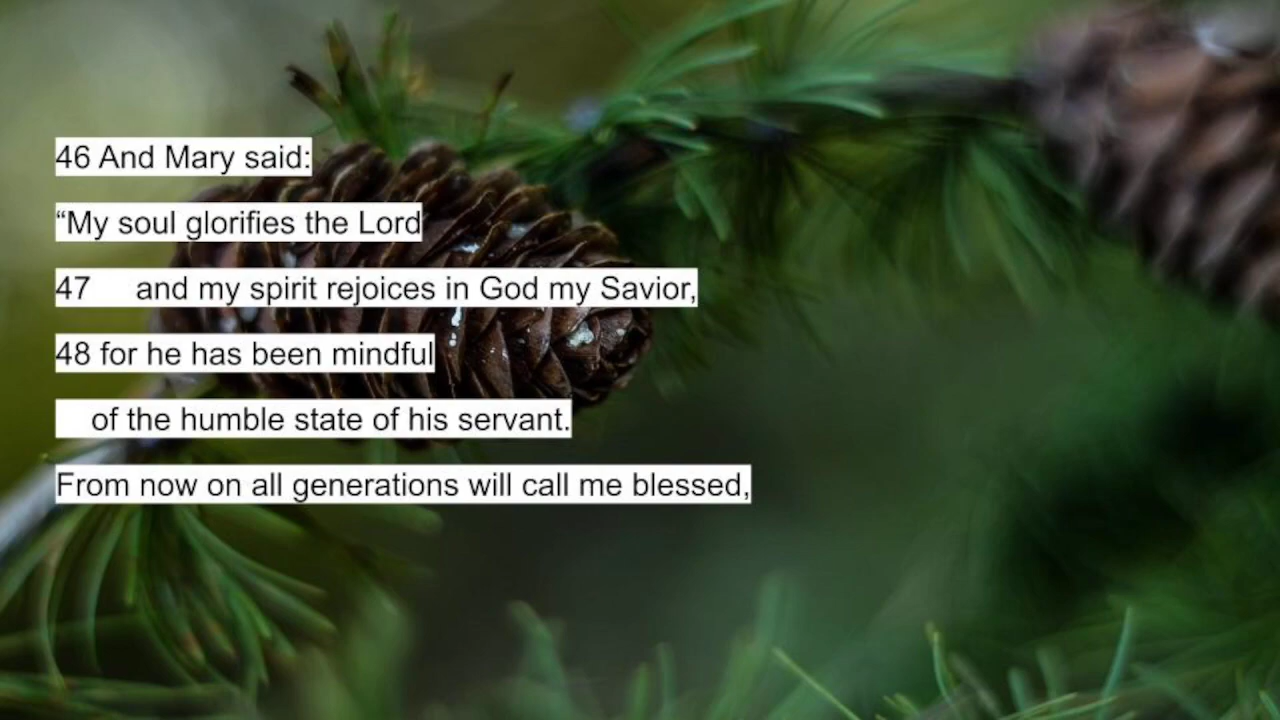 46 And Mary said:
“My soul glorifies the Lord
47 and my spirit rejoices in God my Savior,
48 for he has been mindful
of the humble state of his servant.
From now on all generations will call me blessed,